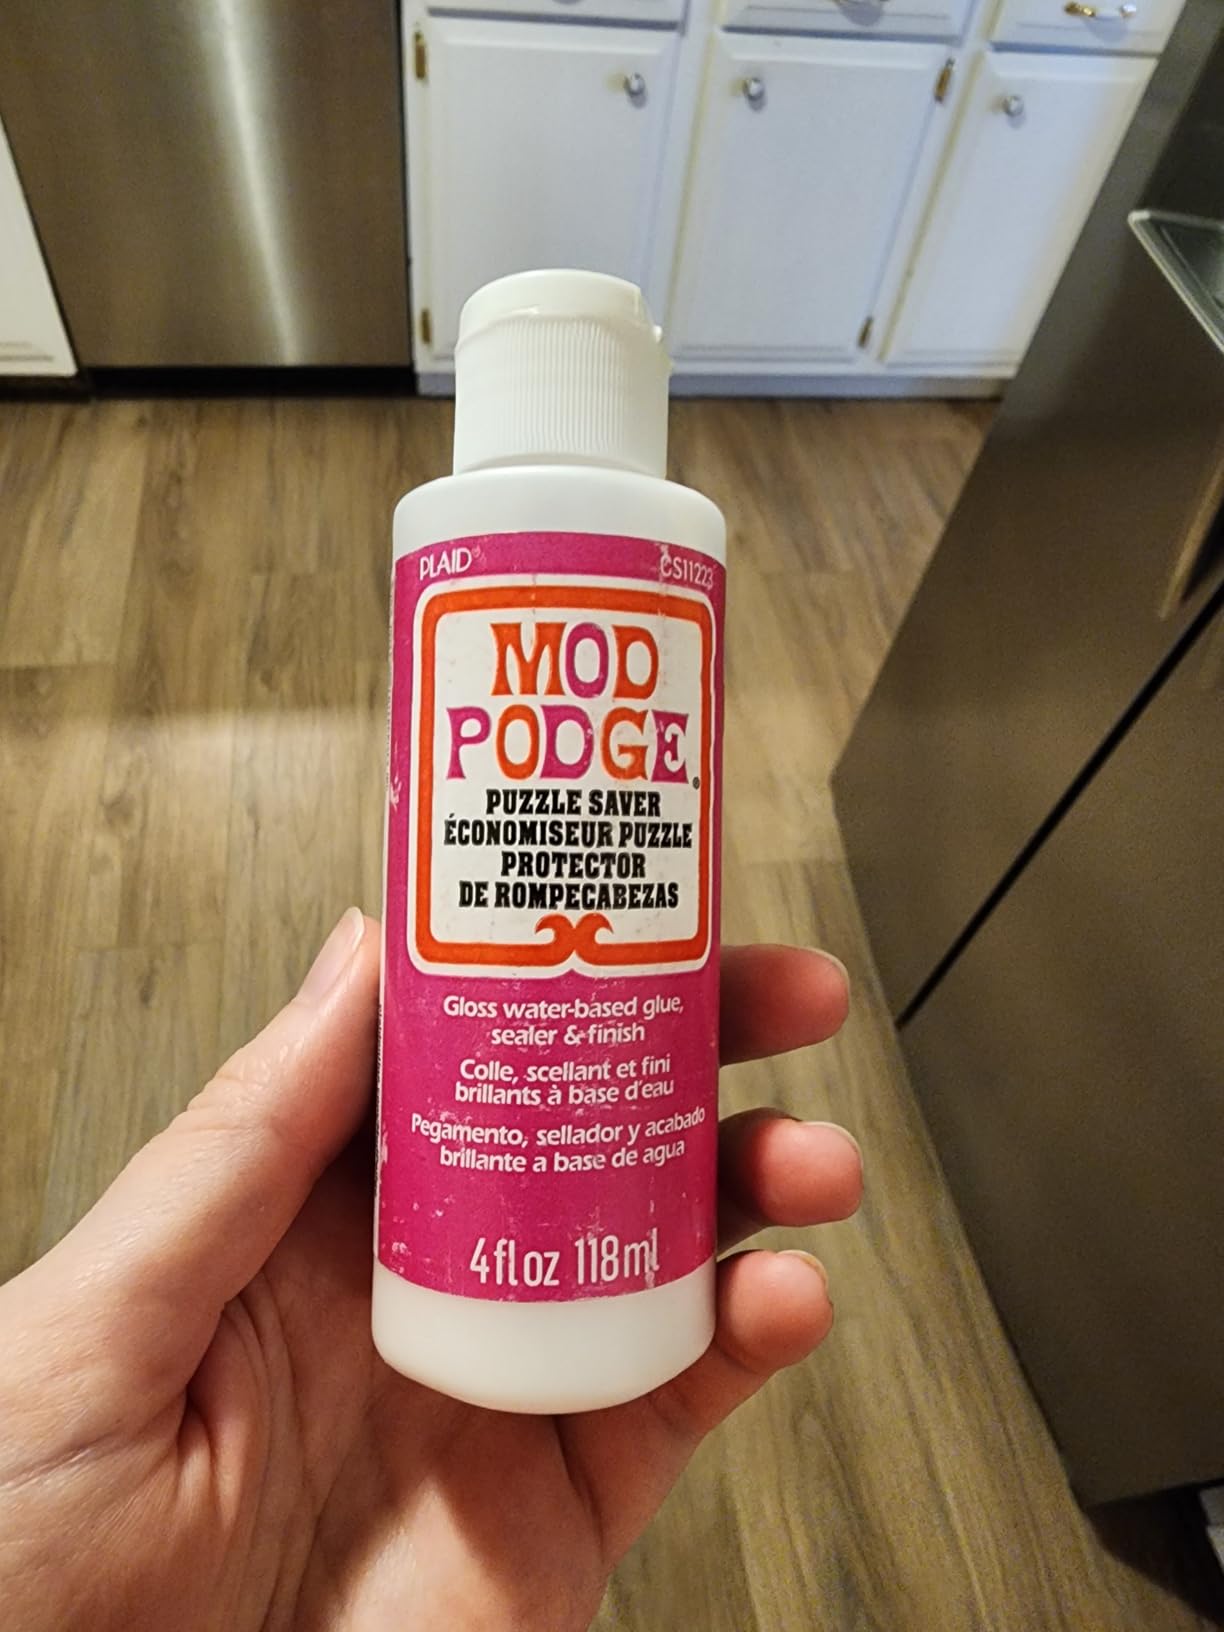 PLAID® CS11223
MOD
PODGE®
PUZZLE SAVER
ÉCONOMISEUR PUZZLE
PROTECTOR
DE ROMPECABEZAS
Gloss water-based glue,
sealer & finish
Colle, scellant et fini
brillants à base d'eau
Pegamento, sellador y acabado
brillante a base de agua
4 fl oz 118 ml